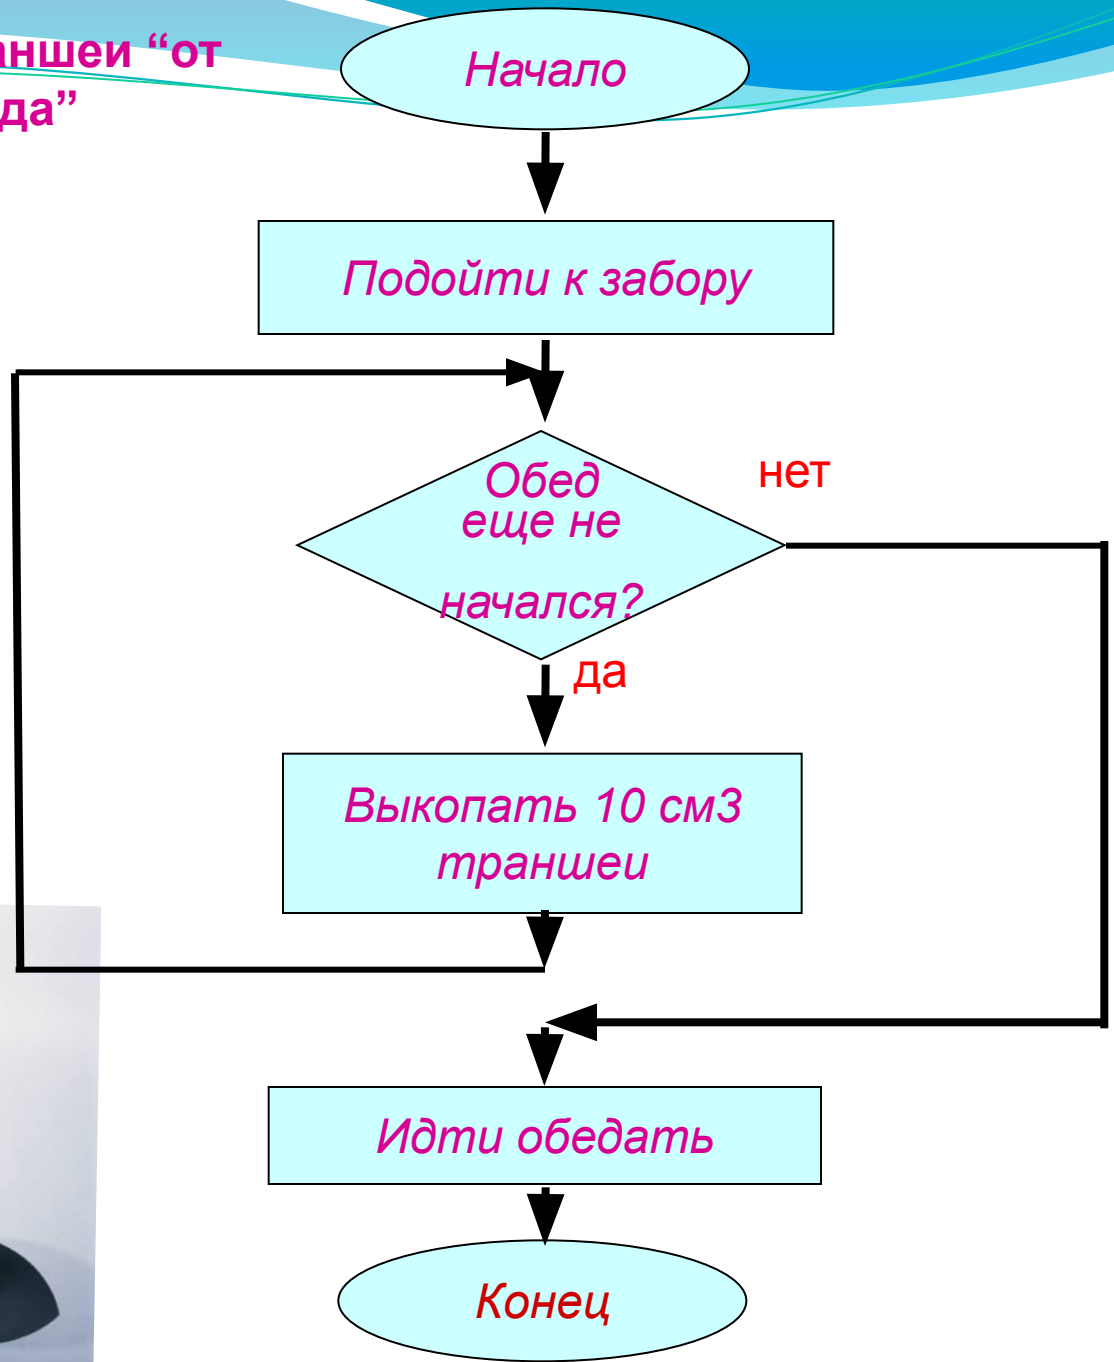 аншеи “от
да”
Начало
Подойти к забору
Обед
еще не
начался?
нет
да
Выкопать 10 см3
траншеи
Идти обедать
Конец